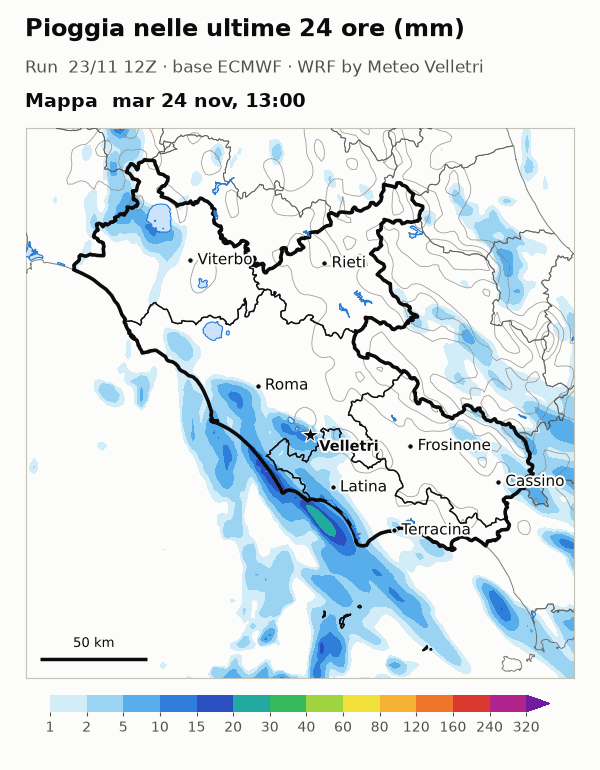 Pioggia nelle ultime 24 ore (mm)
Run 23/11 12Z · base ECMWF · WRF by Meteo Velletri
Mappa mar 24 nov, 13:00
Viterbo
Rieti
Roma
Velletri
Frosinone
Cassino
Latina
Terracina
50 km
1 2 5 10 15 20 30 40 60 80 120 160 240 320